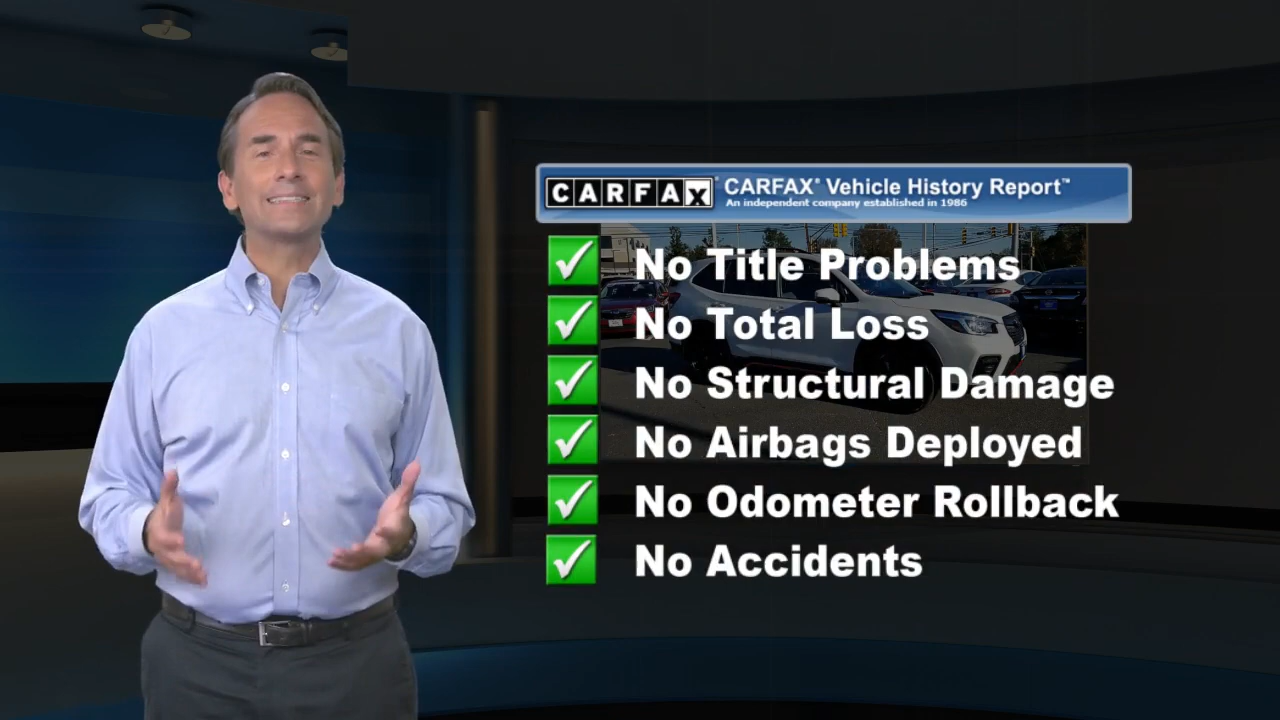 CARFAX
CARFAX® Vehicle History Report™
An independent company established in 1986
No Title Problems
No Total Loss
No Structural Damage
No Airbags Deployed
No Odometer Rollback
No Accidents